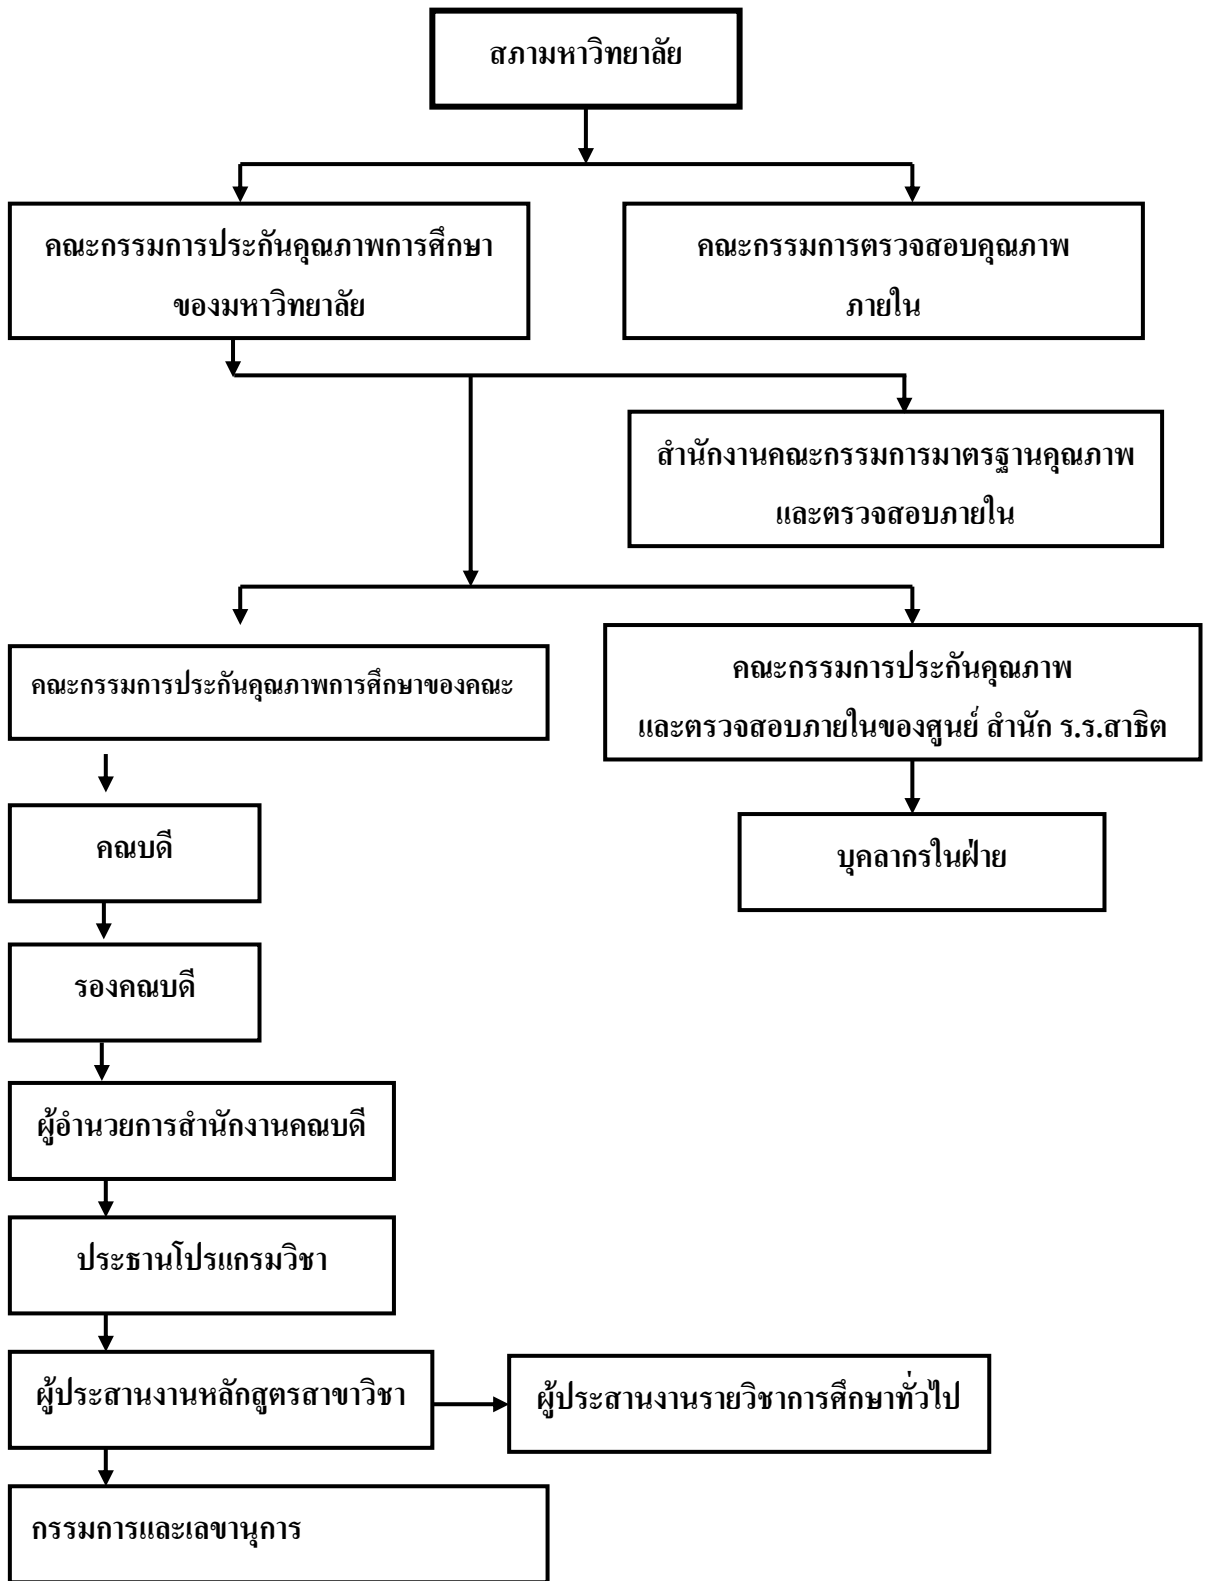 สภามหาวิทยาลัย
คณะกรรมการประกันคุณภาพการศึกษา
ของมหาวิทยาลัย
คณะกรรมการตรวจสอบคุณภาพ
ภายใน
สำนักงานคณะกรรมการมาตรฐานคุณภาพ
และตรวจสอบภายใน
คณะกรรมการประกันคุณภาพการศึกษาของคณะ
คณะกรรมการประกันคุณภาพ
และตรวจสอบภายในของศูนย์ สำนัก ร.ร.สาธิต
คณบดี
บุคลากรในฝ่าย
รองคณบดี
ผู้อำนวยการสำนักงานคณบดี
ประธานโปรแกรมวิชา
ผู้ประสานงานหลักสูตรสาขาวิชา
ผู้ประสานงานรายวิชาการศึกษาทั่วไป
กรรมการและเลขานุการ